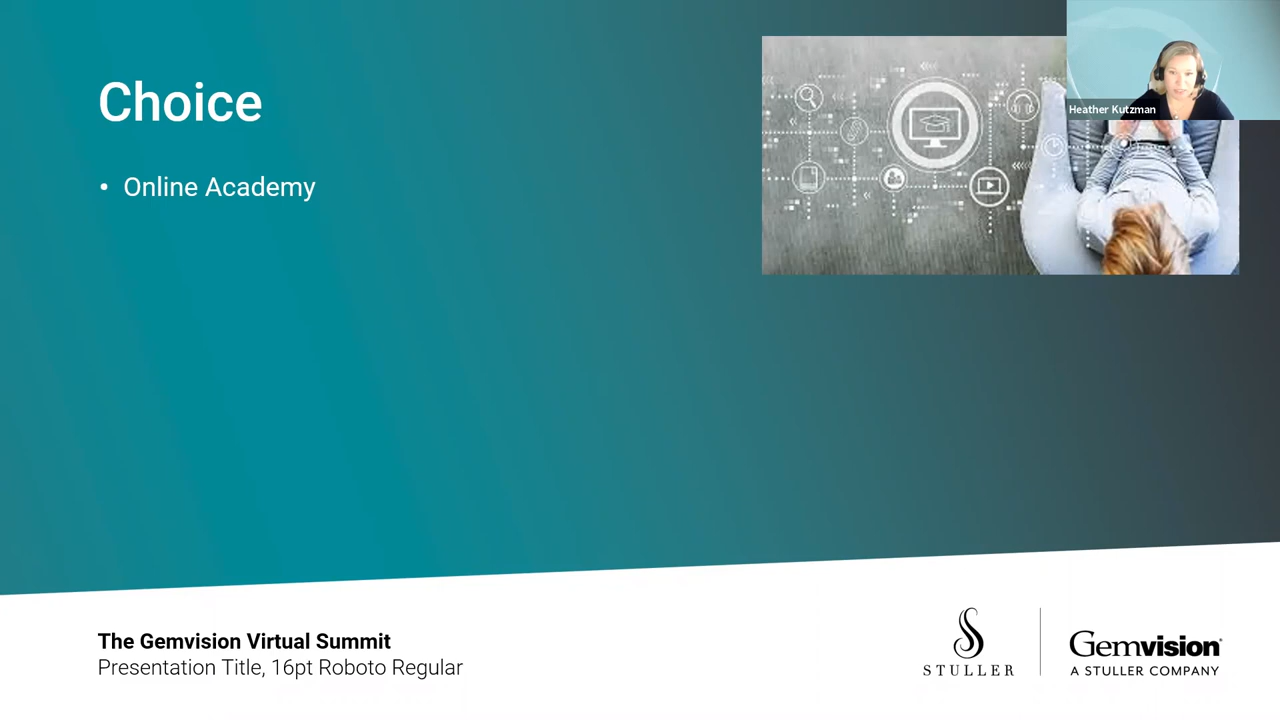 Choice
• Online Academy
Heather Kutzman
The Gemvision Virtual Summit
Presentation Title, 16pt Roboto Regular
STULLER
Gemvision®
A STULLER COMPANY